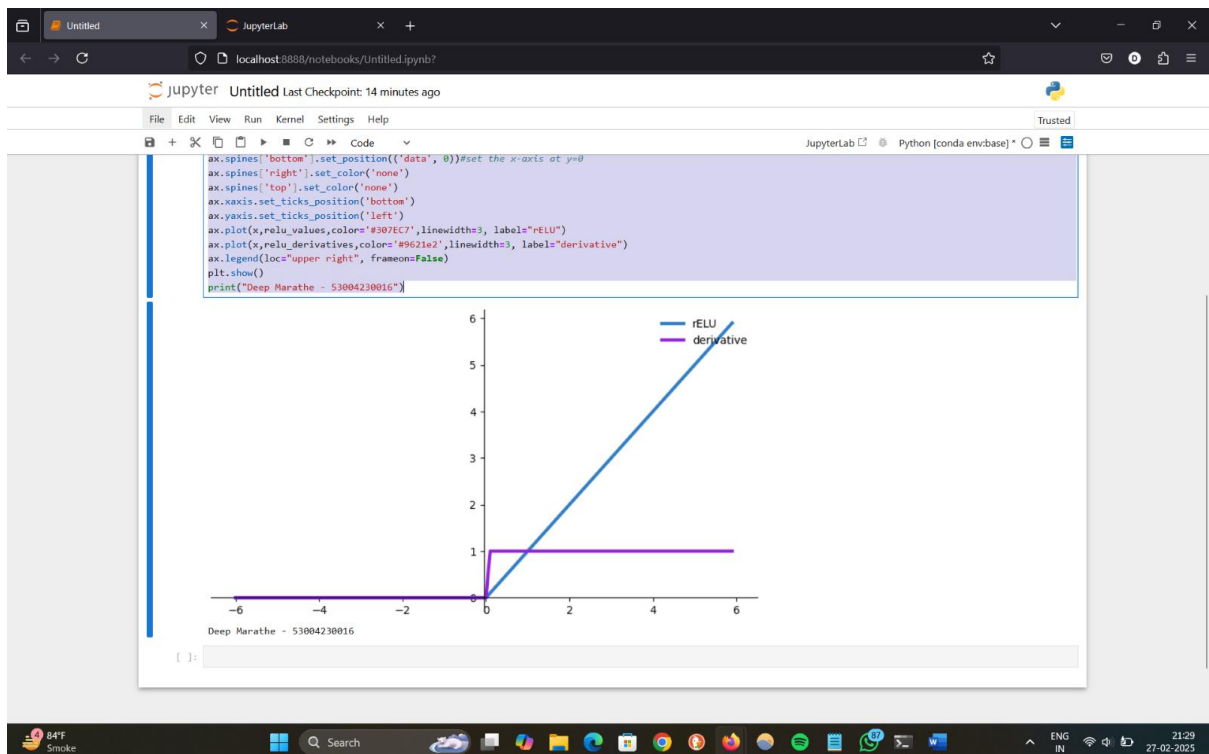 Untitled
JupyterLab
localhost:8888/notebooks/Untitled.ipynb?
jupyter Untitled Last Checkpoint: 14 minutes ago
File Edit View Run Kernel Settings Help
Trusted
Code
JupyterLab
Python [conda env:base] *
ax.spines['bottom'].set_position(('data', 0))#set the x-axis at y=0
ax.spines['right'].set_color('none')
ax.spines['top'].set_color('none')
ax.xaxis.set_ticks_position('bottom')
ax.yaxis.set_ticks_position('left')
ax.plot(x,relu_values,color='#307EC7',linewidth=3, label="rELU")
ax.plot(x,relu_derivatives,color='#9621e2',linewidth=3, label="derivative")
ax.legend(loc="upper right", frameon=False)
plt.show()
print("Deep Marathe - 53004230016")
rELU
derivative
6
5
4
3
2
1
0
−6 −4 −2 0 2 4 6
Deep Marathe - 53004230016
[ ]:
4
84°F
Smoke
Search
87
ENG
IN
21:29
27-02-2025